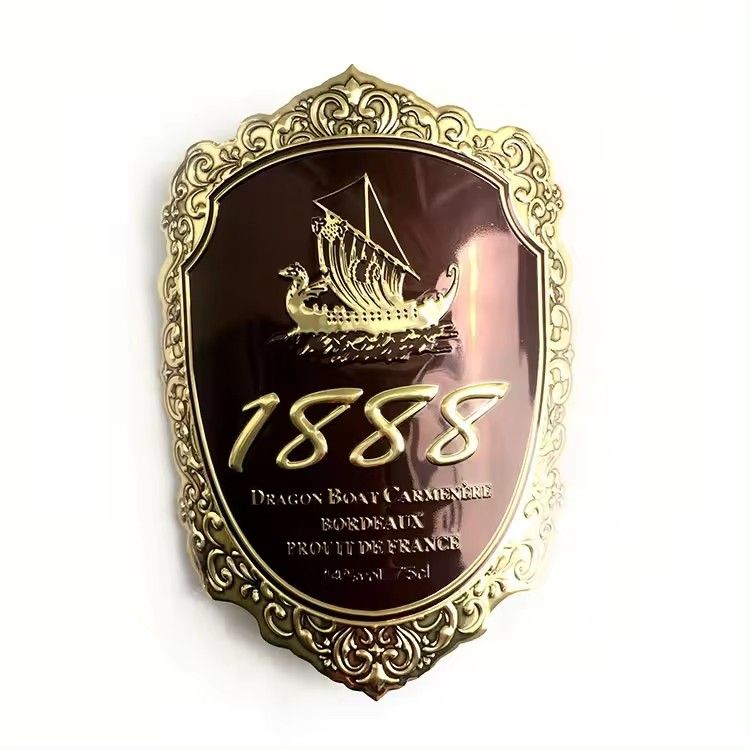 1888
DRAGON BOAT CARMENÈRE
BORDEAUX
PROUIT DE FRANCE
75cl